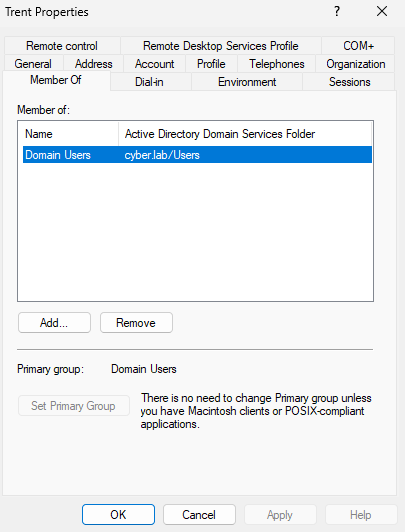 Trent Properties
?
Remote control
Remote Desktop Services Profile
COM+
General
Address
Account
Profile
Telephones
Organization
Member Of
Dial-in
Environment
Sessions
Member of:
Name
Active Directory Domain Services Folder
Domain Users
cyber.lab/Users
Add...
Remove
Primary group:
Domain Users
Set Primary Group
There is no need to change Primary group unless
you have Macintosh clients or POSIX-compliant
applications.
OK
Cancel
Apply
Help